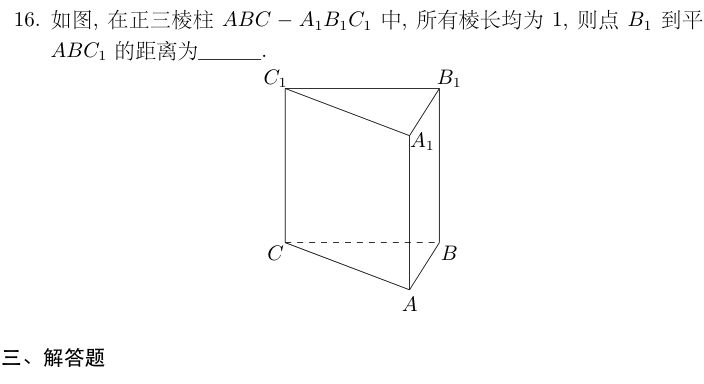 16. 如图, 在正三棱柱 ABC − A₁B₁C₁ 中, 所有棱长均为 1, 则点 B₁ 到平
ABC₁ 的距离为______.
C₁ B₁
A₁
C B
A
三、解答题